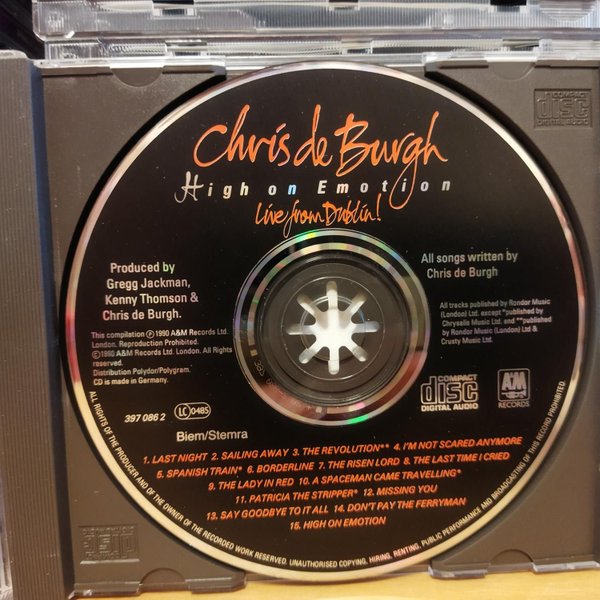 COMPACT
disc
DIGITAL AUDIO
Chris de Burgh
High on Emotion
Live from Dublin!
Produced by
Gregg Jackman,
Kenny Thomson &
Chris de Burgh.
All songs written by
Chris de Burgh
This compilation ℗ 1990 A&M Records Ltd.
London. Reproduction Prohibited.
©1990 A&M Records Ltd. London. All Rights
reserved.
Distribution Polydor/Polygram.
CD is made in Germany.
All tracks published by Rondor Music
(London) Ltd. except *published by
Chrysalis Music Ltd. and **published
by Rondor Music (London) Ltd &
Crusty Music Ltd.
397 086 2
LC 0485
Biem/Stemra
COMPACT
disc
DIGITAL AUDIO
A&M
RECORDS
1. LAST NIGHT 2. SAILING AWAY 3. THE REVOLUTION** 4. I'M NOT SCARED ANYMORE
5. SPANISH TRAIN* 6. BORDERLINE 7. THE RISEN LORD 8. THE LAST TIME I CRIED
9. THE LADY IN RED 10. A SPACEMAN CAME TRAVELLING*
11. PATRICIA THE STRIPPER* 12. MISSING YOU
13. SAY GOODBYE TO IT ALL 14. DON'T PAY THE FERRYMAN
15. HIGH ON EMOTION
ALL RIGHTS OF THE PRODUCER AND OF THE OWNER OF THE RECORDED WORK RESERVED. UNAUTHORISED COPYING, HIRING, RENTING, PUBLIC PERFORMANCE AND BROADCASTING OF THIS RECORD PROHIBITED.